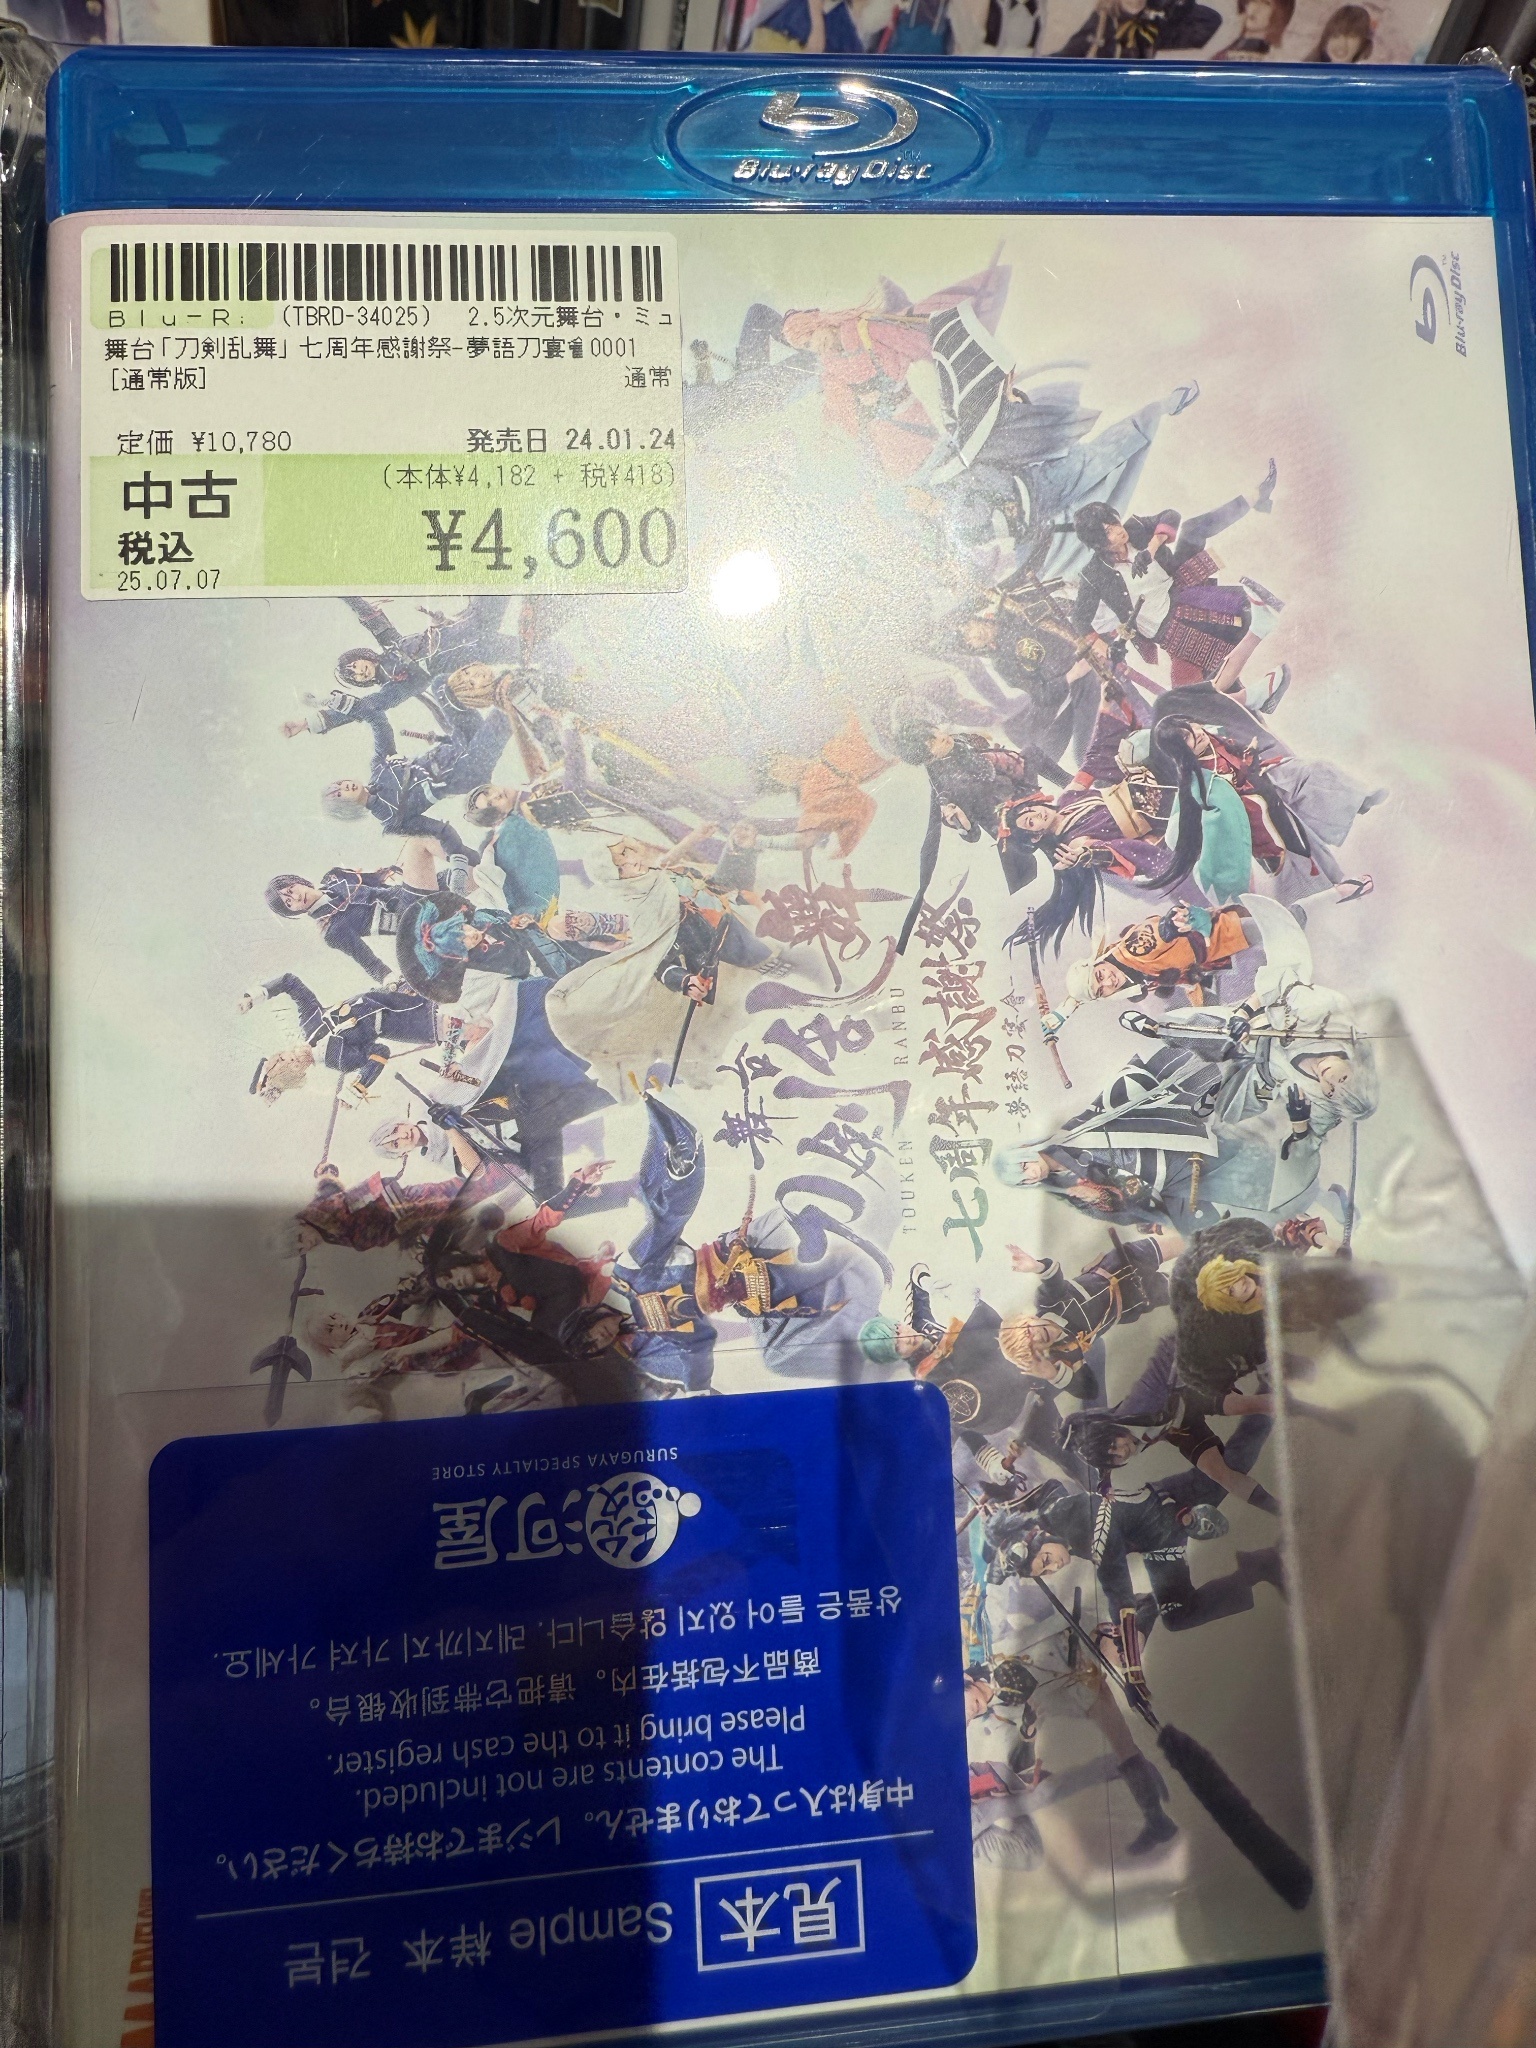 Blu-ray Disc
Blu-ray Disc
Blu-R: (TBRD-34025) 2.5次元舞台・ミュ
舞台「刀剣乱舞」七周年感謝祭-夢語刀宴會0001
[通常版] 通常
定価 ¥10,780 発売日 24.01.24
中古 (本体¥4,182 + 税¥418)
税込 ¥4,600
25.07.07
舞台
刀剣乱舞
TOUKEN RANBU
七周年感謝祭
-夢語刀宴會-
見本 Sample 样本 견본
中身は入っておりません。レジまでお持ちください。
The contents are not included.
Please bring it to the cash register.
商品不包括在内。请把它带到收银台。
상품은 들어 있지 않습니다. 레지까지 가져 가세요.
駿河屋
SURUGAYA SPECIALTY STORE